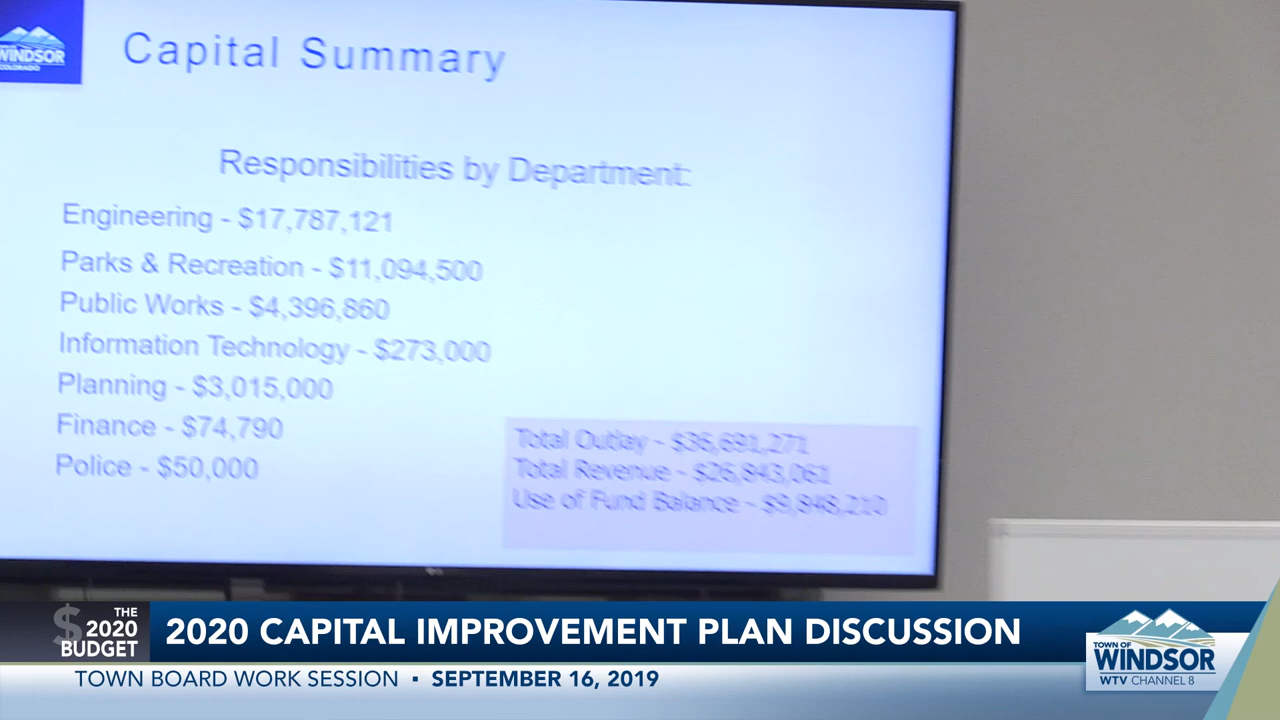 WINDSOR
COLORADO
Capital Summary
Responsibilities by Department:
Engineering - $17,787,121
Parks & Recreation - $11,094,500
Public Works - $4,396,860
Information Technology - $273,000
Planning - $3,015,000
Finance - $74,790
Police - $50,000
Total Outlay - $36,691,271
Total Revenue - $26,843,061
Use of Fund Balance - $9,848,210
$ THE
2020
BUDGET
2020 CAPITAL IMPROVEMENT PLAN DISCUSSION
TOWN BOARD WORK SESSION ▪ SEPTEMBER 16, 2019
TOWN OF
WINDSOR
WTV CHANNEL 8